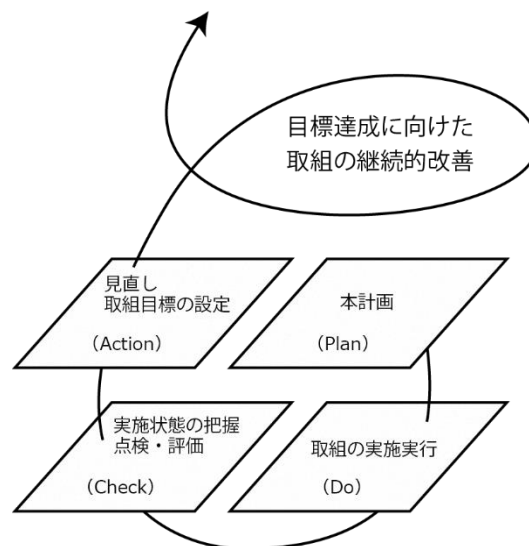 目標達成に向けた
取組の継続的改善
見直し
取組目標の設定
（Action）
本計画
（Plan）
実施状態の把握
点検・評価
（Check）
取組の実施実行
（Do）